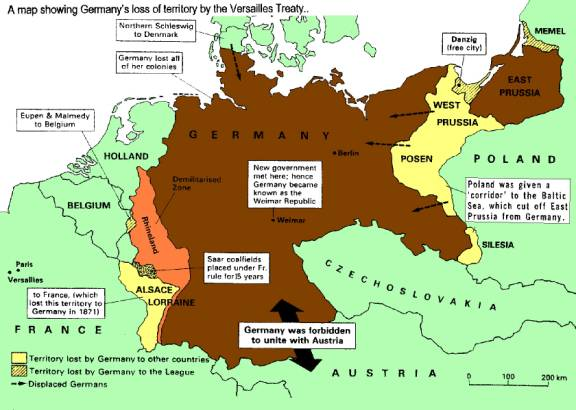 A map showing Germany's loss of territory by the Versailles Treaty..
Northern Schleswig
to Denmark
Germany lost all
of her colonies
Danzig
(free city)
MEMEL
EAST
PRUSSIA
WEST
PRUSSIA
Eupen & Malmedy
to Belgium
GERMANY
Berlin
HOLLAND
Demilitarised
Zone
New government
met here; hence
Germany became
known as the
Weimar Republic
POSEN
POLAND
Poland was given a
'corridor' to the Baltic
Sea, which cut off East
Prussia from Germany.
BELGIUM
Rhineland
Weimar
SILESIA
Paris
Versailles
Saar coalfields
placed under Fr.
rule for 15 years
CZECHOSLOVAKIA
to France, (which
lost this territory to
Germany in 1871)
ALSACE
LORRAINE
FRANCE
Germany was forbidden
to unite with Austria
AUSTRIA
Territory lost by Germany to other countries
Territory lost by Germany to the League
Displaced Germans
0 100 200 km